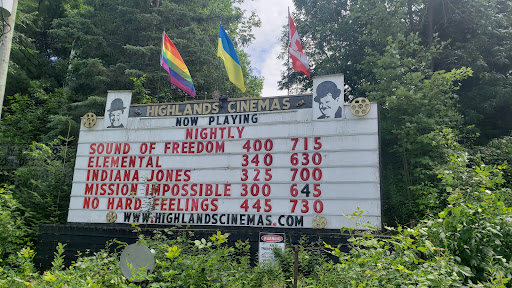 HIGHLANDS CINEMAS
NOW PLAYING
NIGHTLY
SOUND OF FREEDOM 400 715
ELEMENTAL 340 630
INDIANA JONES 325 700
MISSION IMPOSSIBLE 300 645
NO HARD FEELINGS 445 730
WWW.HIGHLANDSCINEMAS.COM